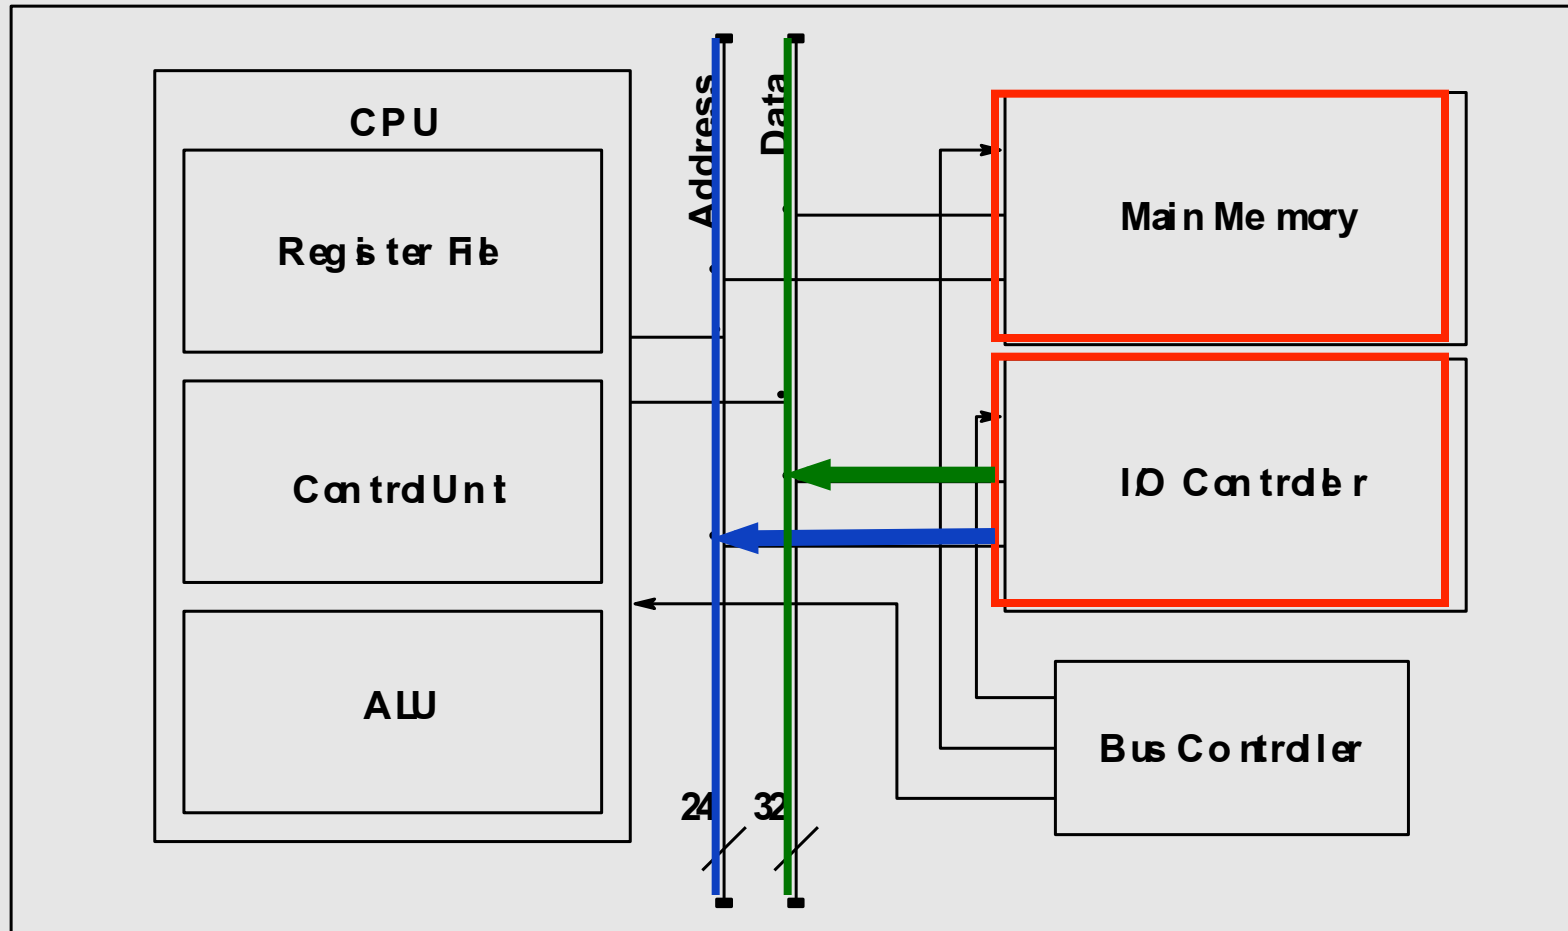 CPU
Address
Data
Register File
Main Memory
Control Unit
I/O Controller
ALU
Bus Controller
24
32